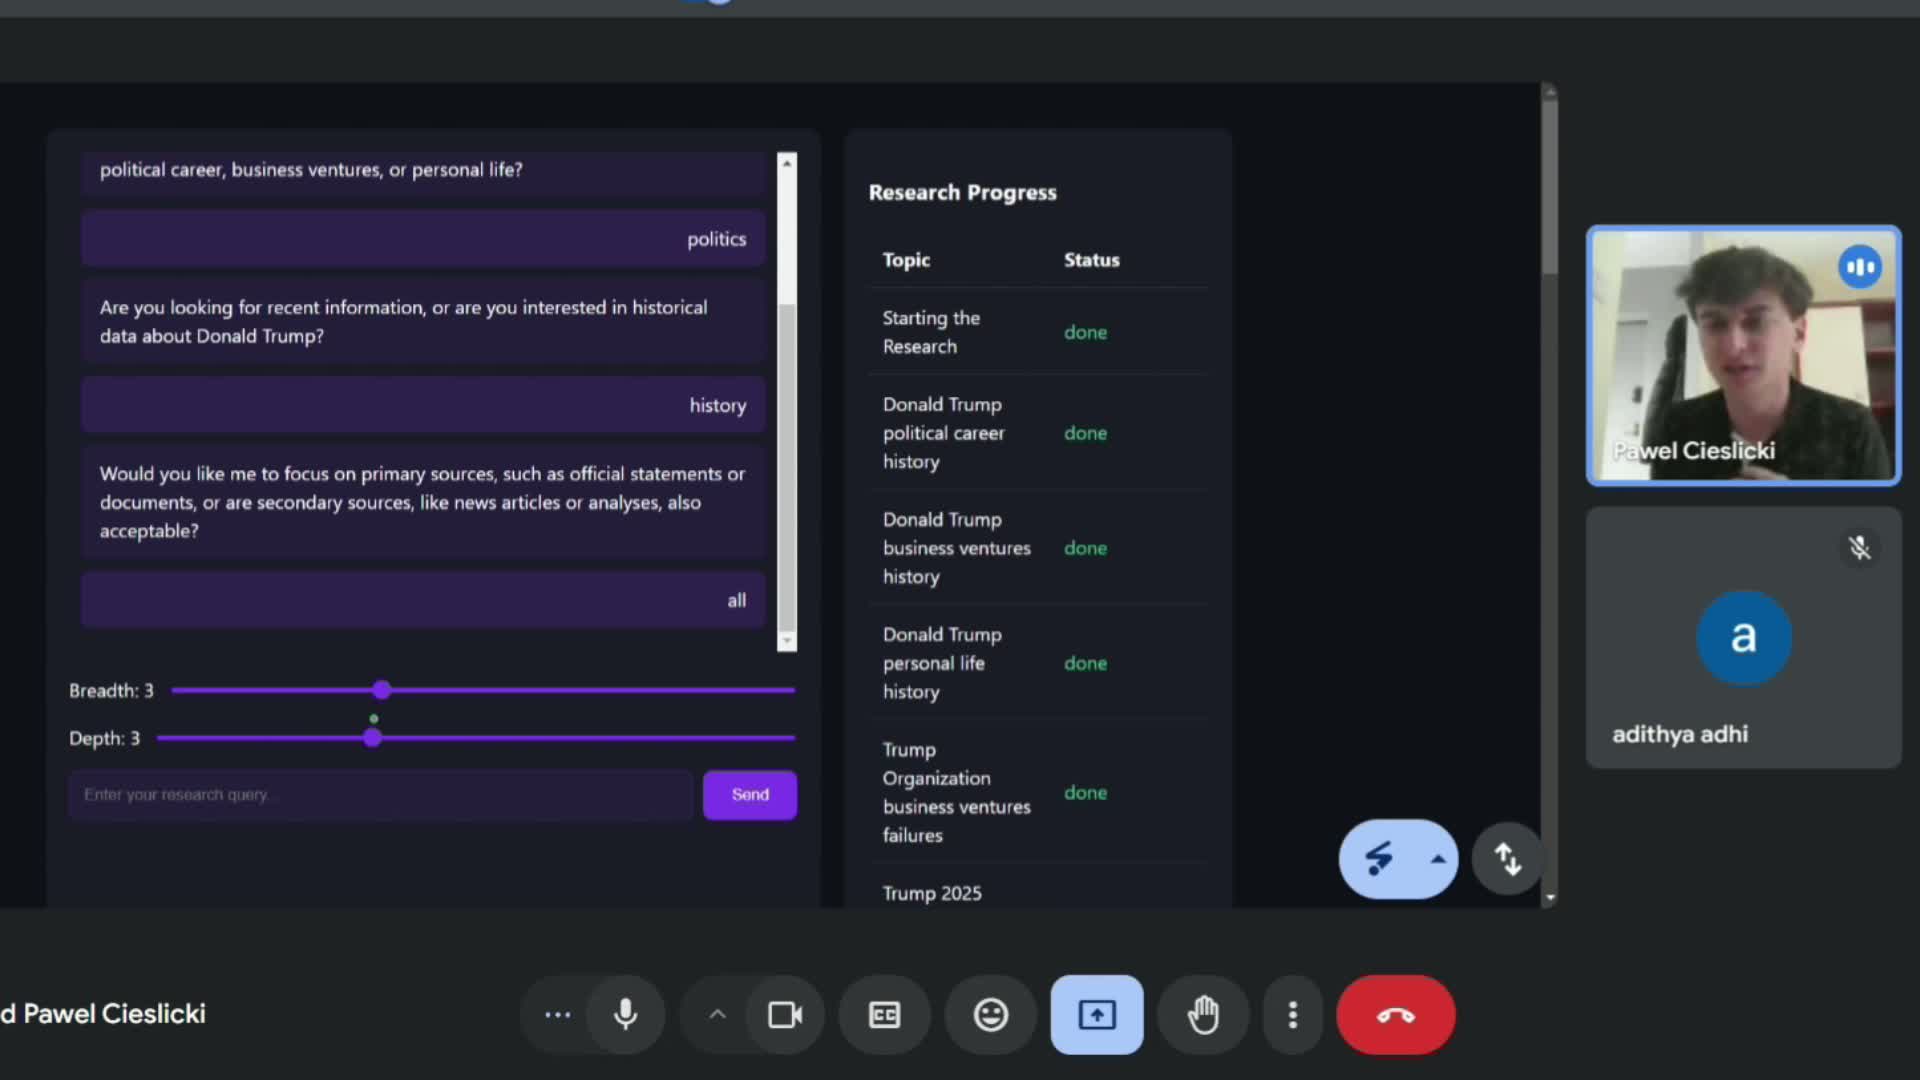 political career, business ventures, or personal life?
politics
Are you looking for recent information, or are you interested in historical
data about Donald Trump?
history
Would you like me to focus on primary sources, such as official statements or
documents, or are secondary sources, like news articles or analyses, also
acceptable?
all
Breadth: 3
Depth: 3
Enter your research query...
Send
Research Progress
Topic Status
Starting the
Research
done
Donald Trump
political career
history
done
Donald Trump
business ventures
history
done
Donald Trump
personal life
history
done
Trump
Organization
business ventures
failures
done
Trump 2025
Pawel Cieslicki
a
adithya adhi
d Pawel Cieslicki
CC